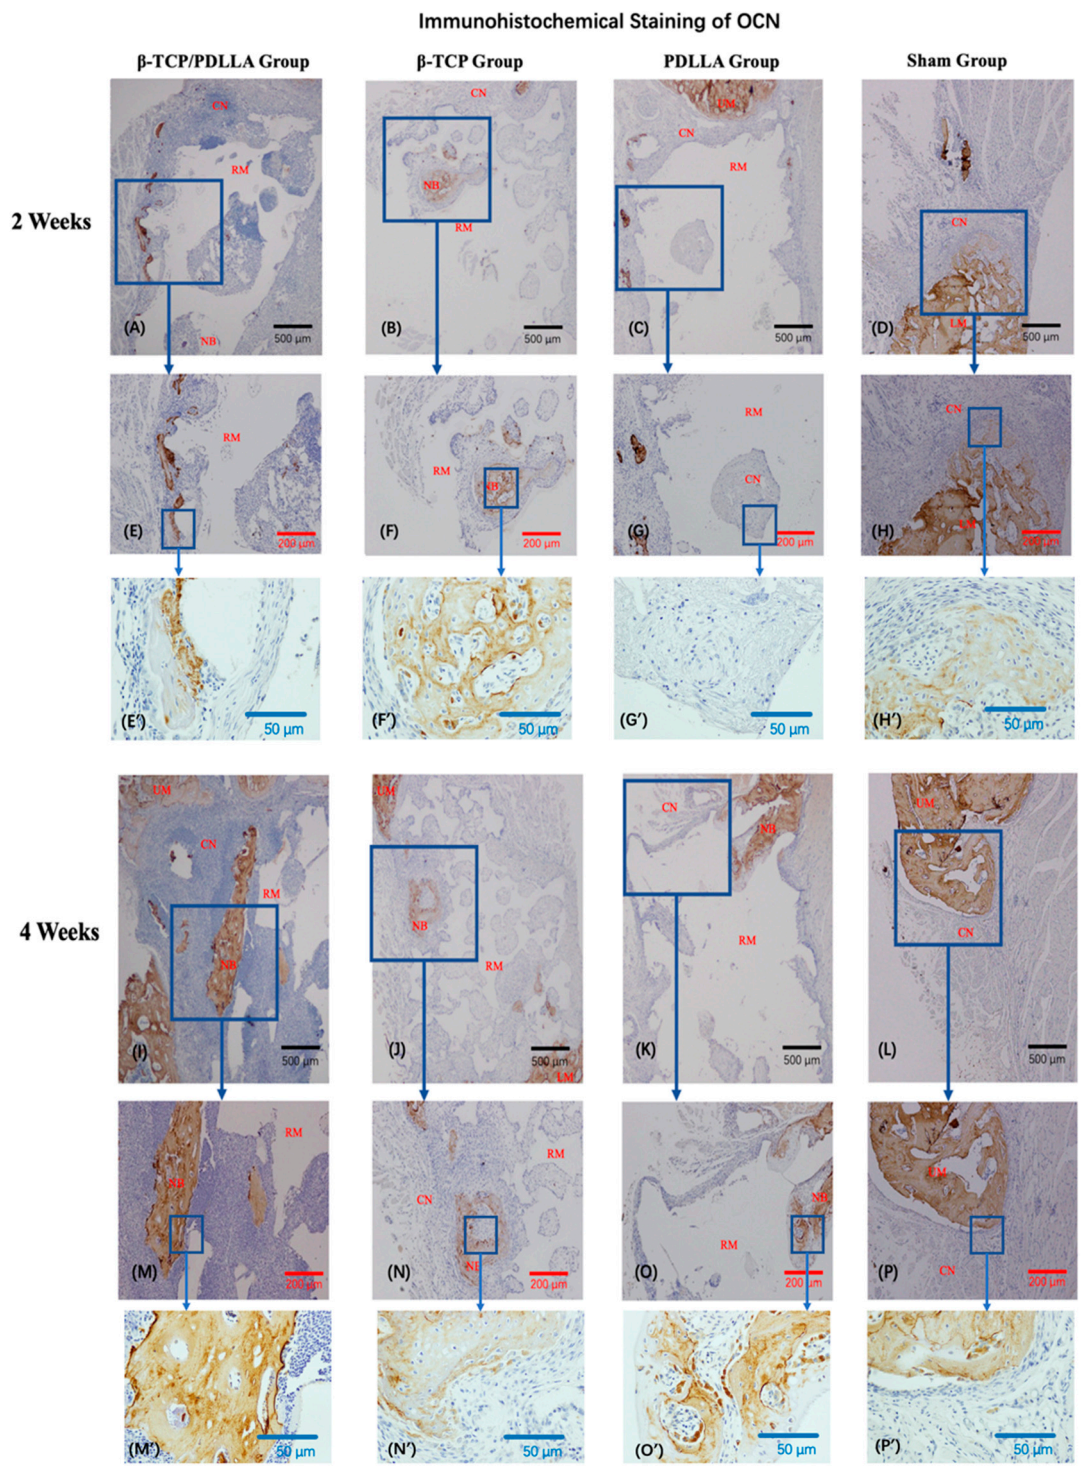 Immunohistochemical Staining of OCN
β-TCP/PDLLA Group
β-TCP Group
PDLLA Group
Sham Group
2 Weeks
CN
RM
NB
(A)
500 μm
CN
NB
RM
(B)
500 μm
UM
CN
RM
(C)
500 μm
CN
LM
(D)
500 μm
RM
(E)
200 μm
RM
NB
(F)
200 μm
RM
CN
(G)
200 μm
CN
LM
(H)
200 μm
(E')
50 μm
(F')
50 μm
(G')
50 μm
(H')
50 μm
4 Weeks
UM
CN
RM
NB
(I)
500 μm
UM
NB
RM
(J)
500 μm
LM
CN
NB
RM
(K)
500 μm
UM
CN
(L)
500 μm
RM
NB
(M)
200 μm
RM
CN
NB
(N)
200 μm
NB
RM
(O)
200 μm
UM
CN
(P)
200 μm
(M')
50 μm
(N')
50 μm
(O')
50 μm
(P')
50 μm